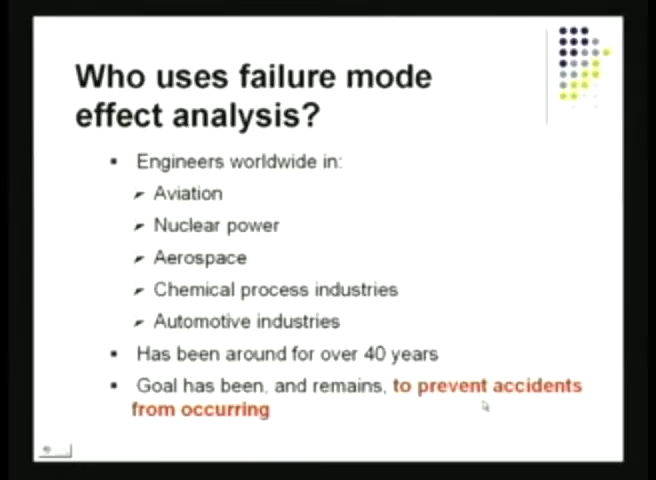 Who uses failure mode
effect analysis?
Engineers worldwide in:
Aviation
Nuclear power
Aerospace
Chemical process industries
Automotive industries
Has been around for over 40 years
Goal has been, and remains, to prevent accidents
from occurring